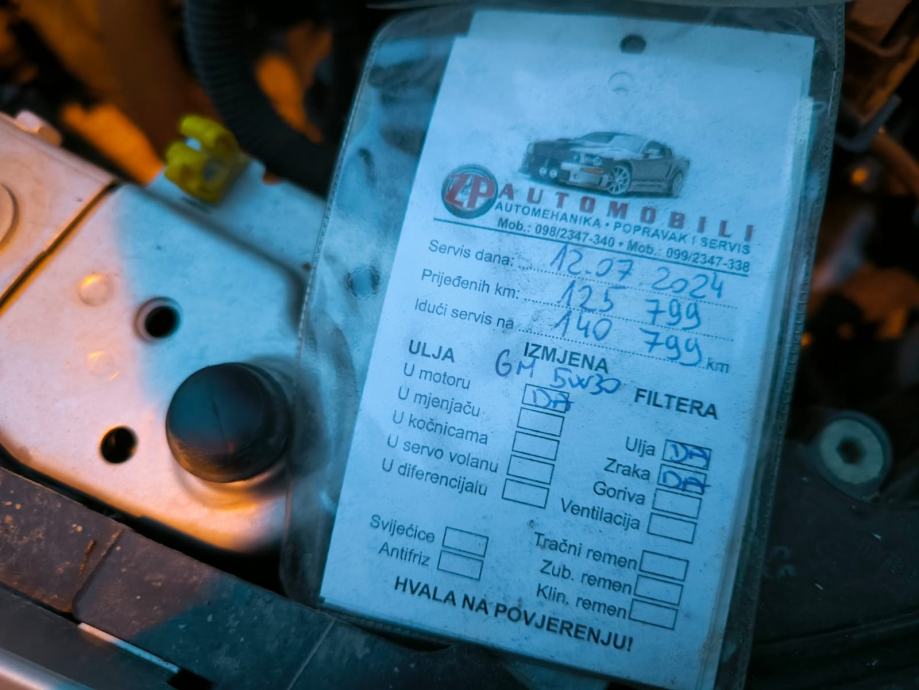 ZP AUTOMOBILI
AUTOMEHANIKA • POPRAVAK I SERVIS
Mob.: 098/2347-340 • Mob.: 099/2347-338
Servis dana: 12.07 2024
Prijeđenih km: 125 799
Idući servis na 140 799 km
ULJA IZMJENA FILTERA
GM 5W30
U motoru DA
U mjenjaču
U kočnicama
U servo volanu
U diferencijalu
Ulja DA
Zraka DA
Goriva
Ventilacija
Svijećice
Antifriz
Tračni remen
Zub. remen
Klin. remen
HVALA NA POVJERENJU!